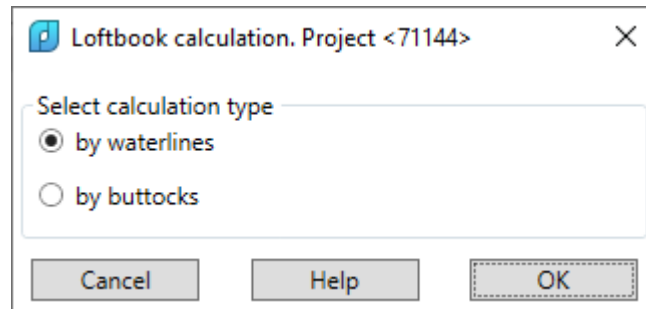 Loftbook calculation. Project <71144>
Select calculation type
by waterlines
by buttocks
Cancel Help OK